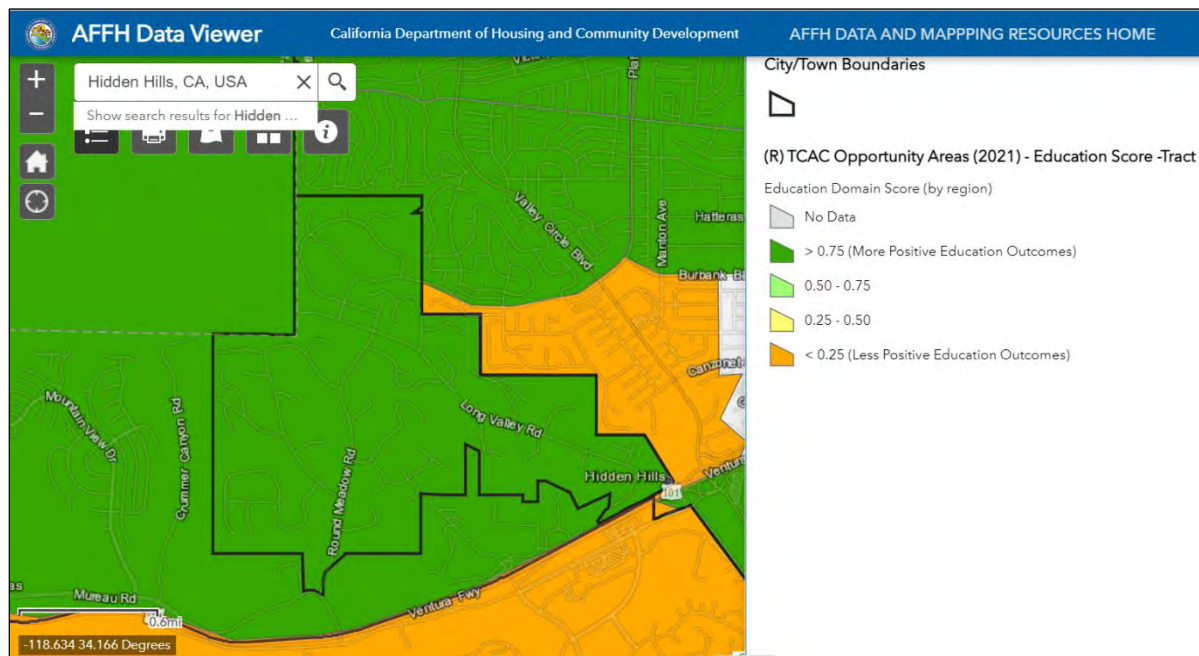 AFFH Data Viewer
California Department of Housing and Community Development
AFFH DATA AND MAPPPING RESOURCES HOME
+
−
Hidden Hills, CA, USA
Show search results for Hidden ...
City/Town Boundaries
(R) TCAC Opportunity Areas (2021) - Education Score -Tract
Education Domain Score (by region)
No Data
> 0.75 (More Positive Education Outcomes)
0.50 - 0.75
0.25 - 0.50
< 0.25 (Less Positive Education Outcomes)
Valley Circle Blvd
Manton Ave
Hatteras
Burbank Bl
Canzonet
Long Valley Rd
Mountain View Dr
Crummer Canyon Rd
Round Meadow Rd
Hidden Hills
101
Ventura
Ventura Fwy
Mureau Rd
0.6mi
-118.634 34.166 Degrees